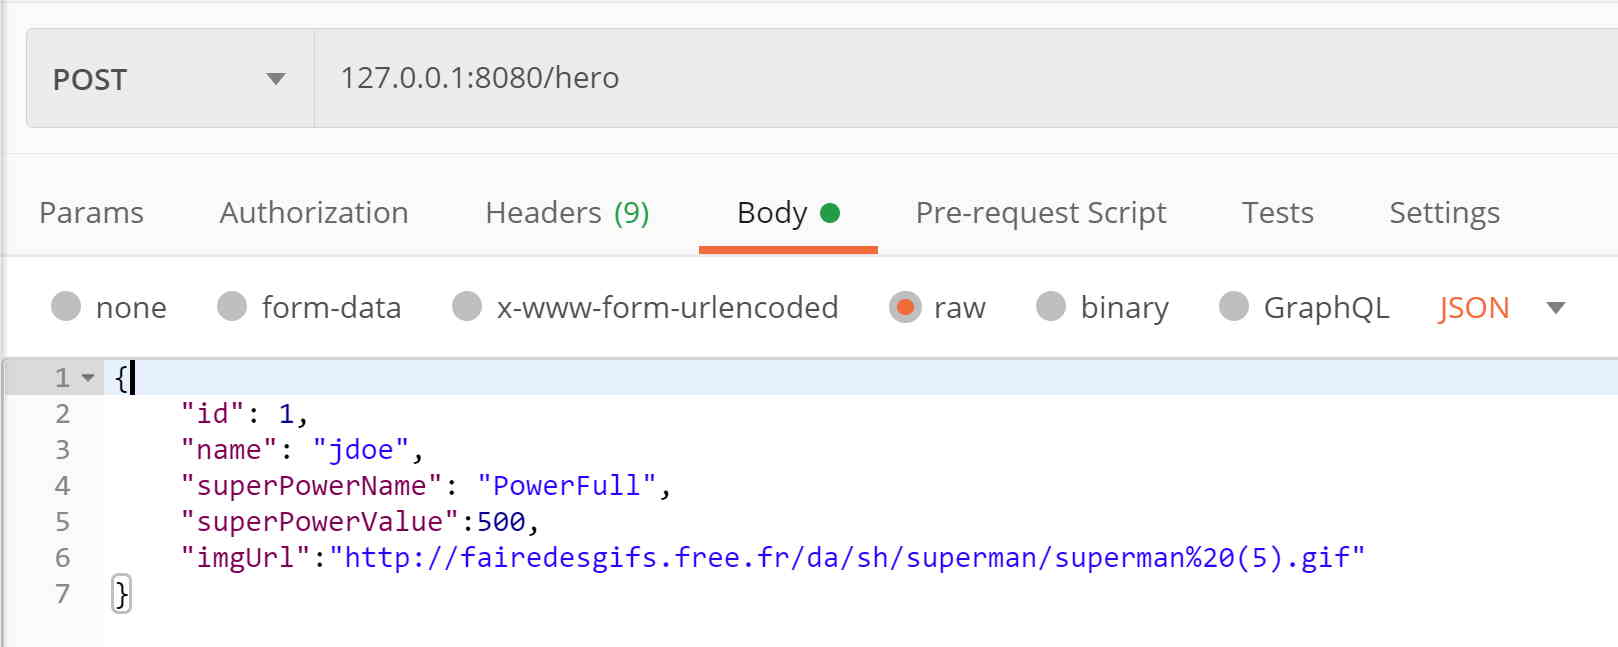 POST 127.0.0.1:8080/hero
Params Authorization Headers (9) Body Pre-request Script Tests Settings
none form-data x-www-form-urlencoded raw binary GraphQL JSON
1 {
2 "id": 1,
3 "name": "jdoe",
4 "superPowerName": "PowerFull",
5 "superPowerValue":500,
6 "imgUrl":"http://fairedesgifs.free.fr/da/sh/superman/superman%20(5).gif"
7 }